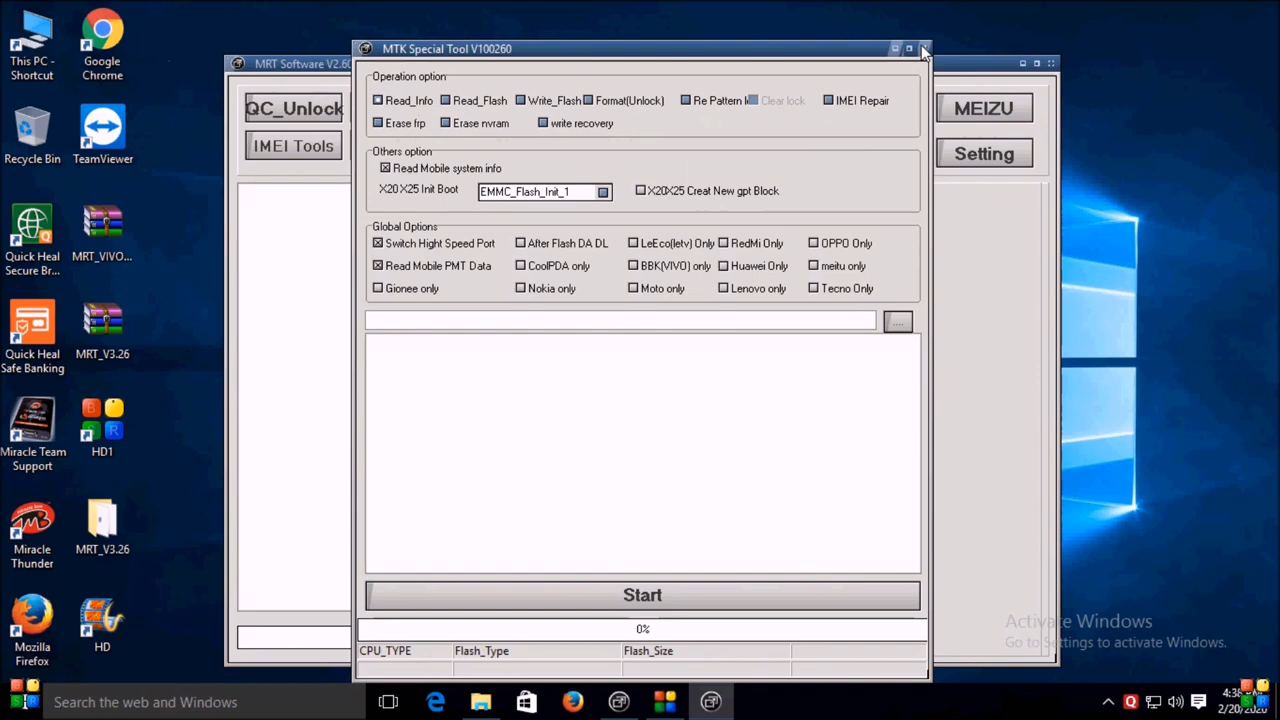 This PC -
Shortcut
Google
Chrome
Recycle Bin
TeamViewer
Quick Heal
Secure Br...
MRT_VIVO...
Quick Heal
Safe Banking
MRT_V3.26
Miracle Team
Support
HD1
Miracle
Thunder
MRT_V3.26
Mozilla
Firefox
HD
MRT Software V2.60
QC_Unlock
IMEI Tools
MEIZU
Setting
MTK Special Tool V100260
Operation option
Read_Info Read_Flash Write_Flash Format(Unlock) Re Pattern Clear lock IMEI Repair
Erase frp Erase nvram write recovery
Others option
Read Mobile system info
X20 X25 Init Boot EMMC_Flash_Init_1 X20X25 Creat New gpt Block
Global Options
Switch Hight Speed Port After Flash DA DL LeEco(letv) Only RedMi Only OPPO Only
Read Mobile PMT Data CoolPDA only BBK(VIVO) only Huawei Only meitu only
Gionee only Nokia only Moto only Lenovo only Tecno Only
....
Start
0%
CPU_TYPE Flash_Type Flash_Size
Activate Windows
Go to Settings to activate Windows.
Search the web and Windows